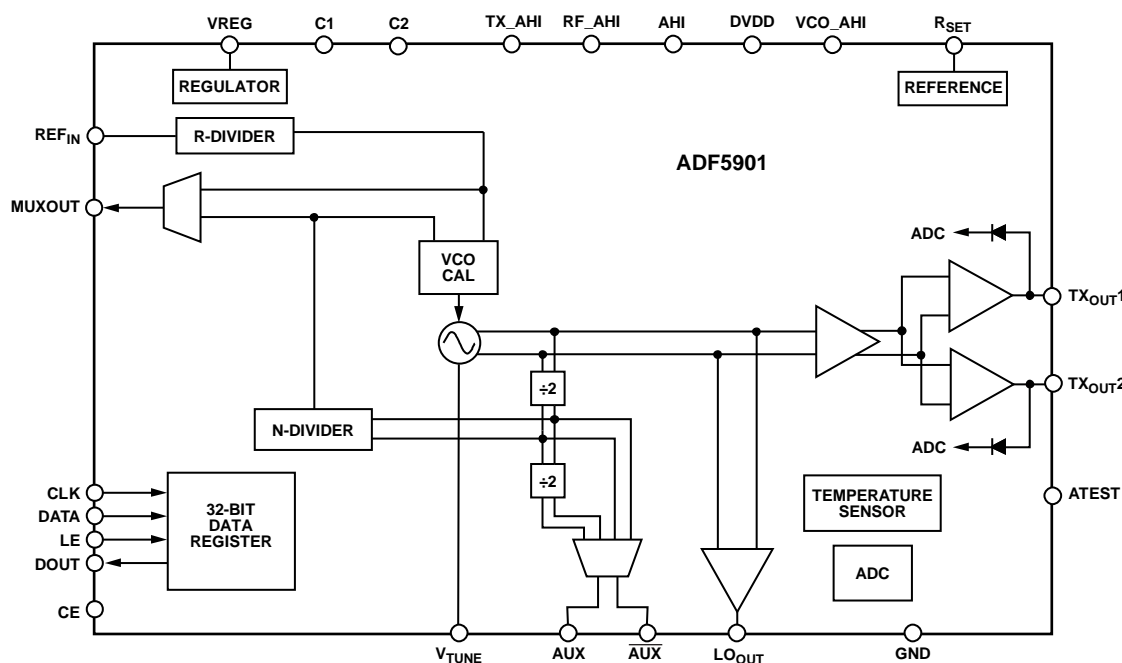 VREG C1 C2 TX_AHI RF_AHI AHI DVDD VCO_AHI RSET
REGULATOR
REFERENCE
REFIN
R-DIVIDER
ADF5901
MUXOUT
ADC
VCO
CAL
TXOUT1
÷2
TXOUT2
N-DIVIDER
ADC
÷2
CLK
DATA
LE
DOUT
32-BIT
DATA
REGISTER
TEMPERATURE
SENSOR
ATEST
ADC
CE
VTUNE AUX AUX LOOUT GND